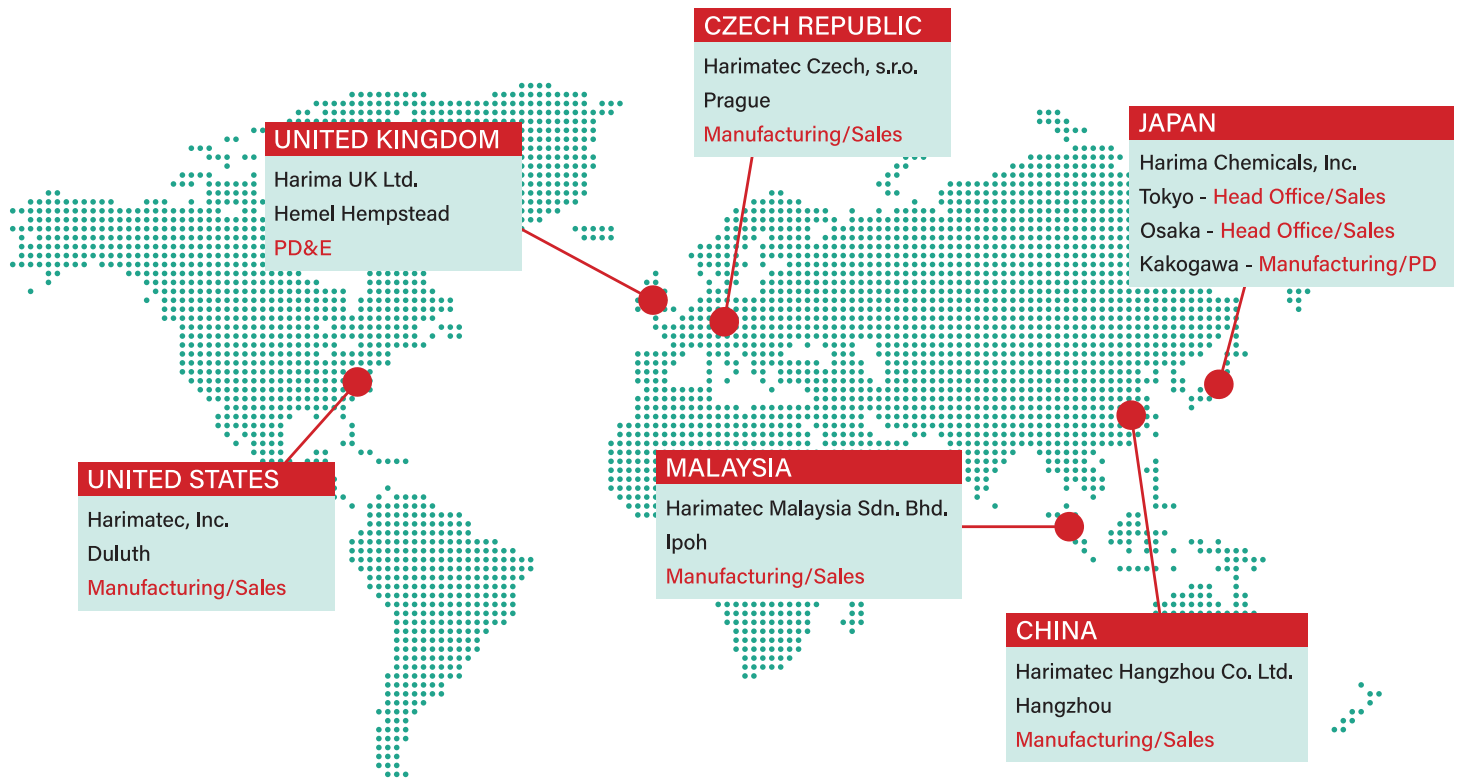 CZECH REPUBLIC
Harimatec Czech, s.r.o.
Prague
Manufacturing/Sales
UNITED KINGDOM
Harima UK Ltd.
Hemel Hempstead
PD&E
JAPAN
Harima Chemicals, Inc.
Tokyo - Head Office/Sales
Osaka - Head Office/Sales
Kakogawa - Manufacturing/PD
UNITED STATES
Harimatec, Inc.
Duluth
Manufacturing/Sales
MALAYSIA
Harimatec Malaysia Sdn. Bhd.
Ipoh
Manufacturing/Sales
CHINA
Harimatec Hangzhou Co. Ltd.
Hangzhou
Manufacturing/Sales